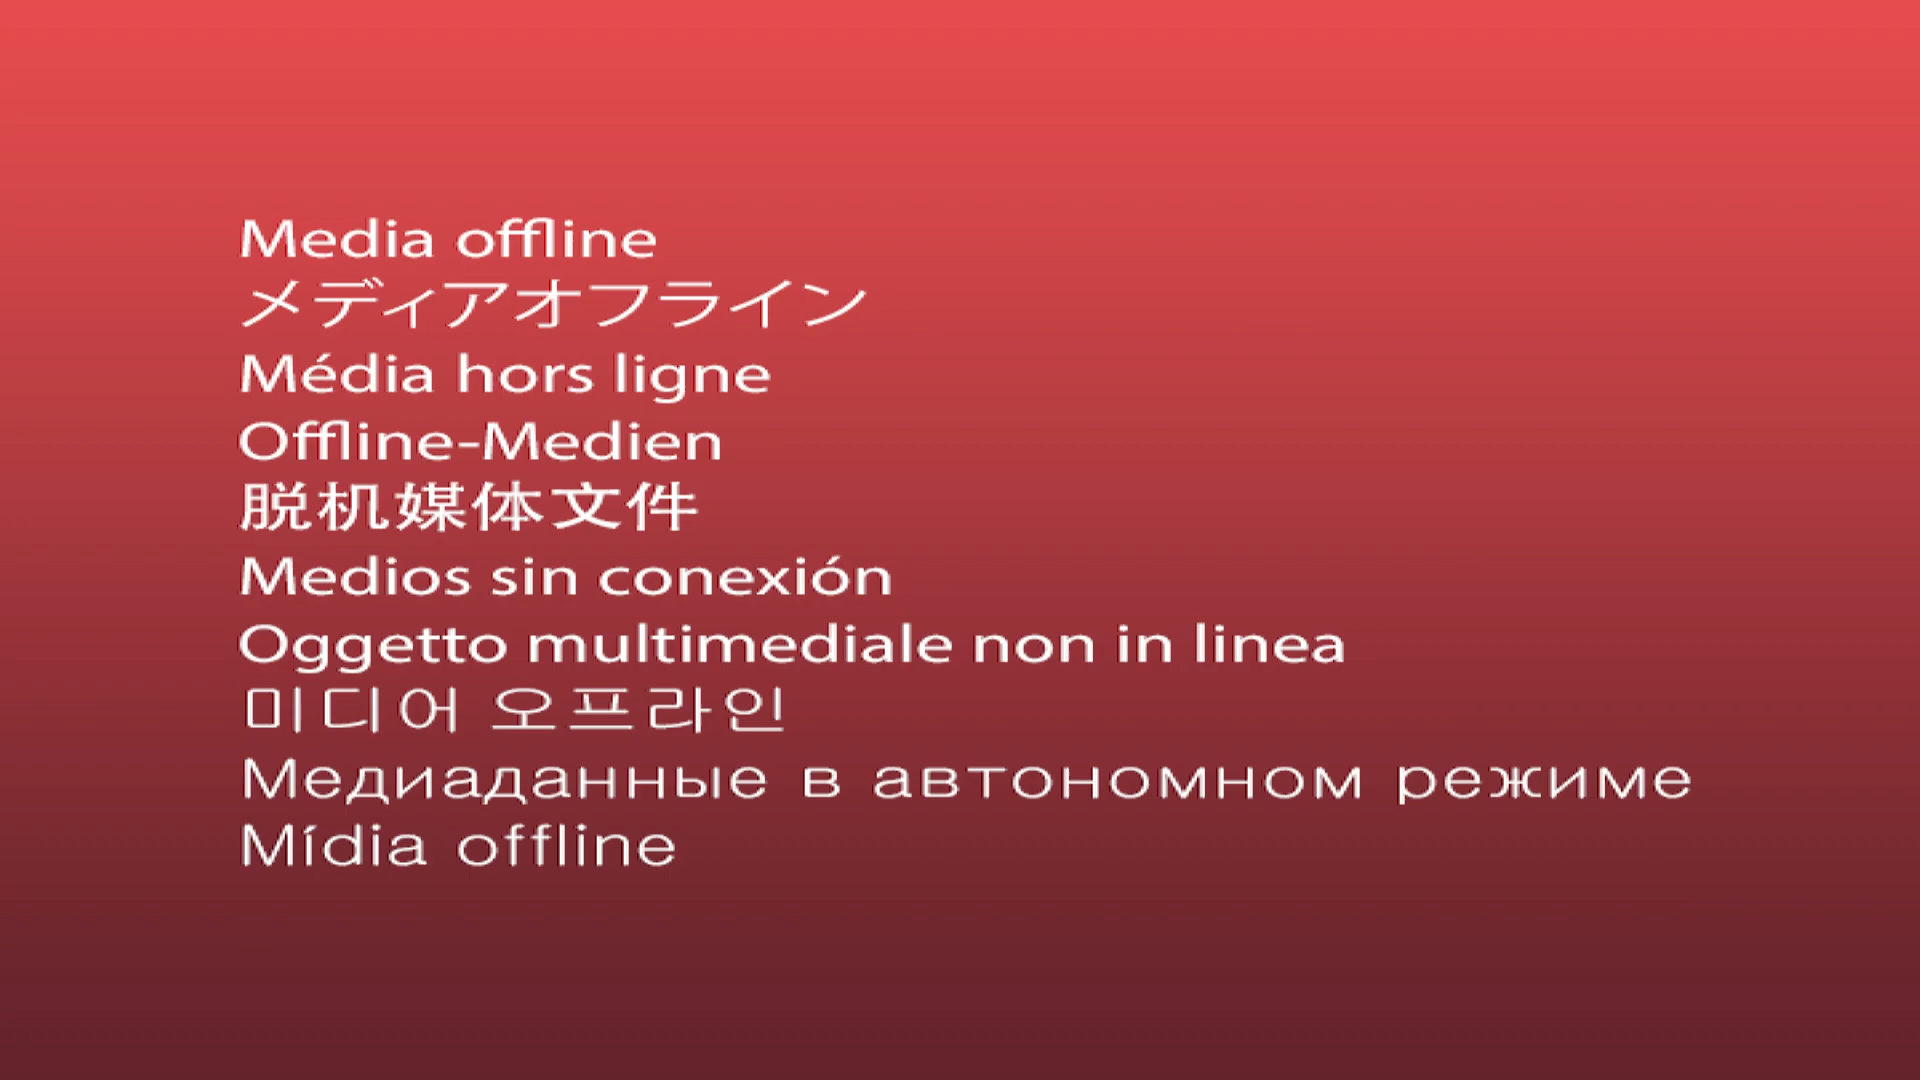 Media offline
メディアオフライン
Média hors ligne
Offline-Medien
脱机媒体文件
Medios sin conexión
Oggetto multimediale non in linea
미디어 오프라인
Медиаданные в автономном режиме
Mídia offline